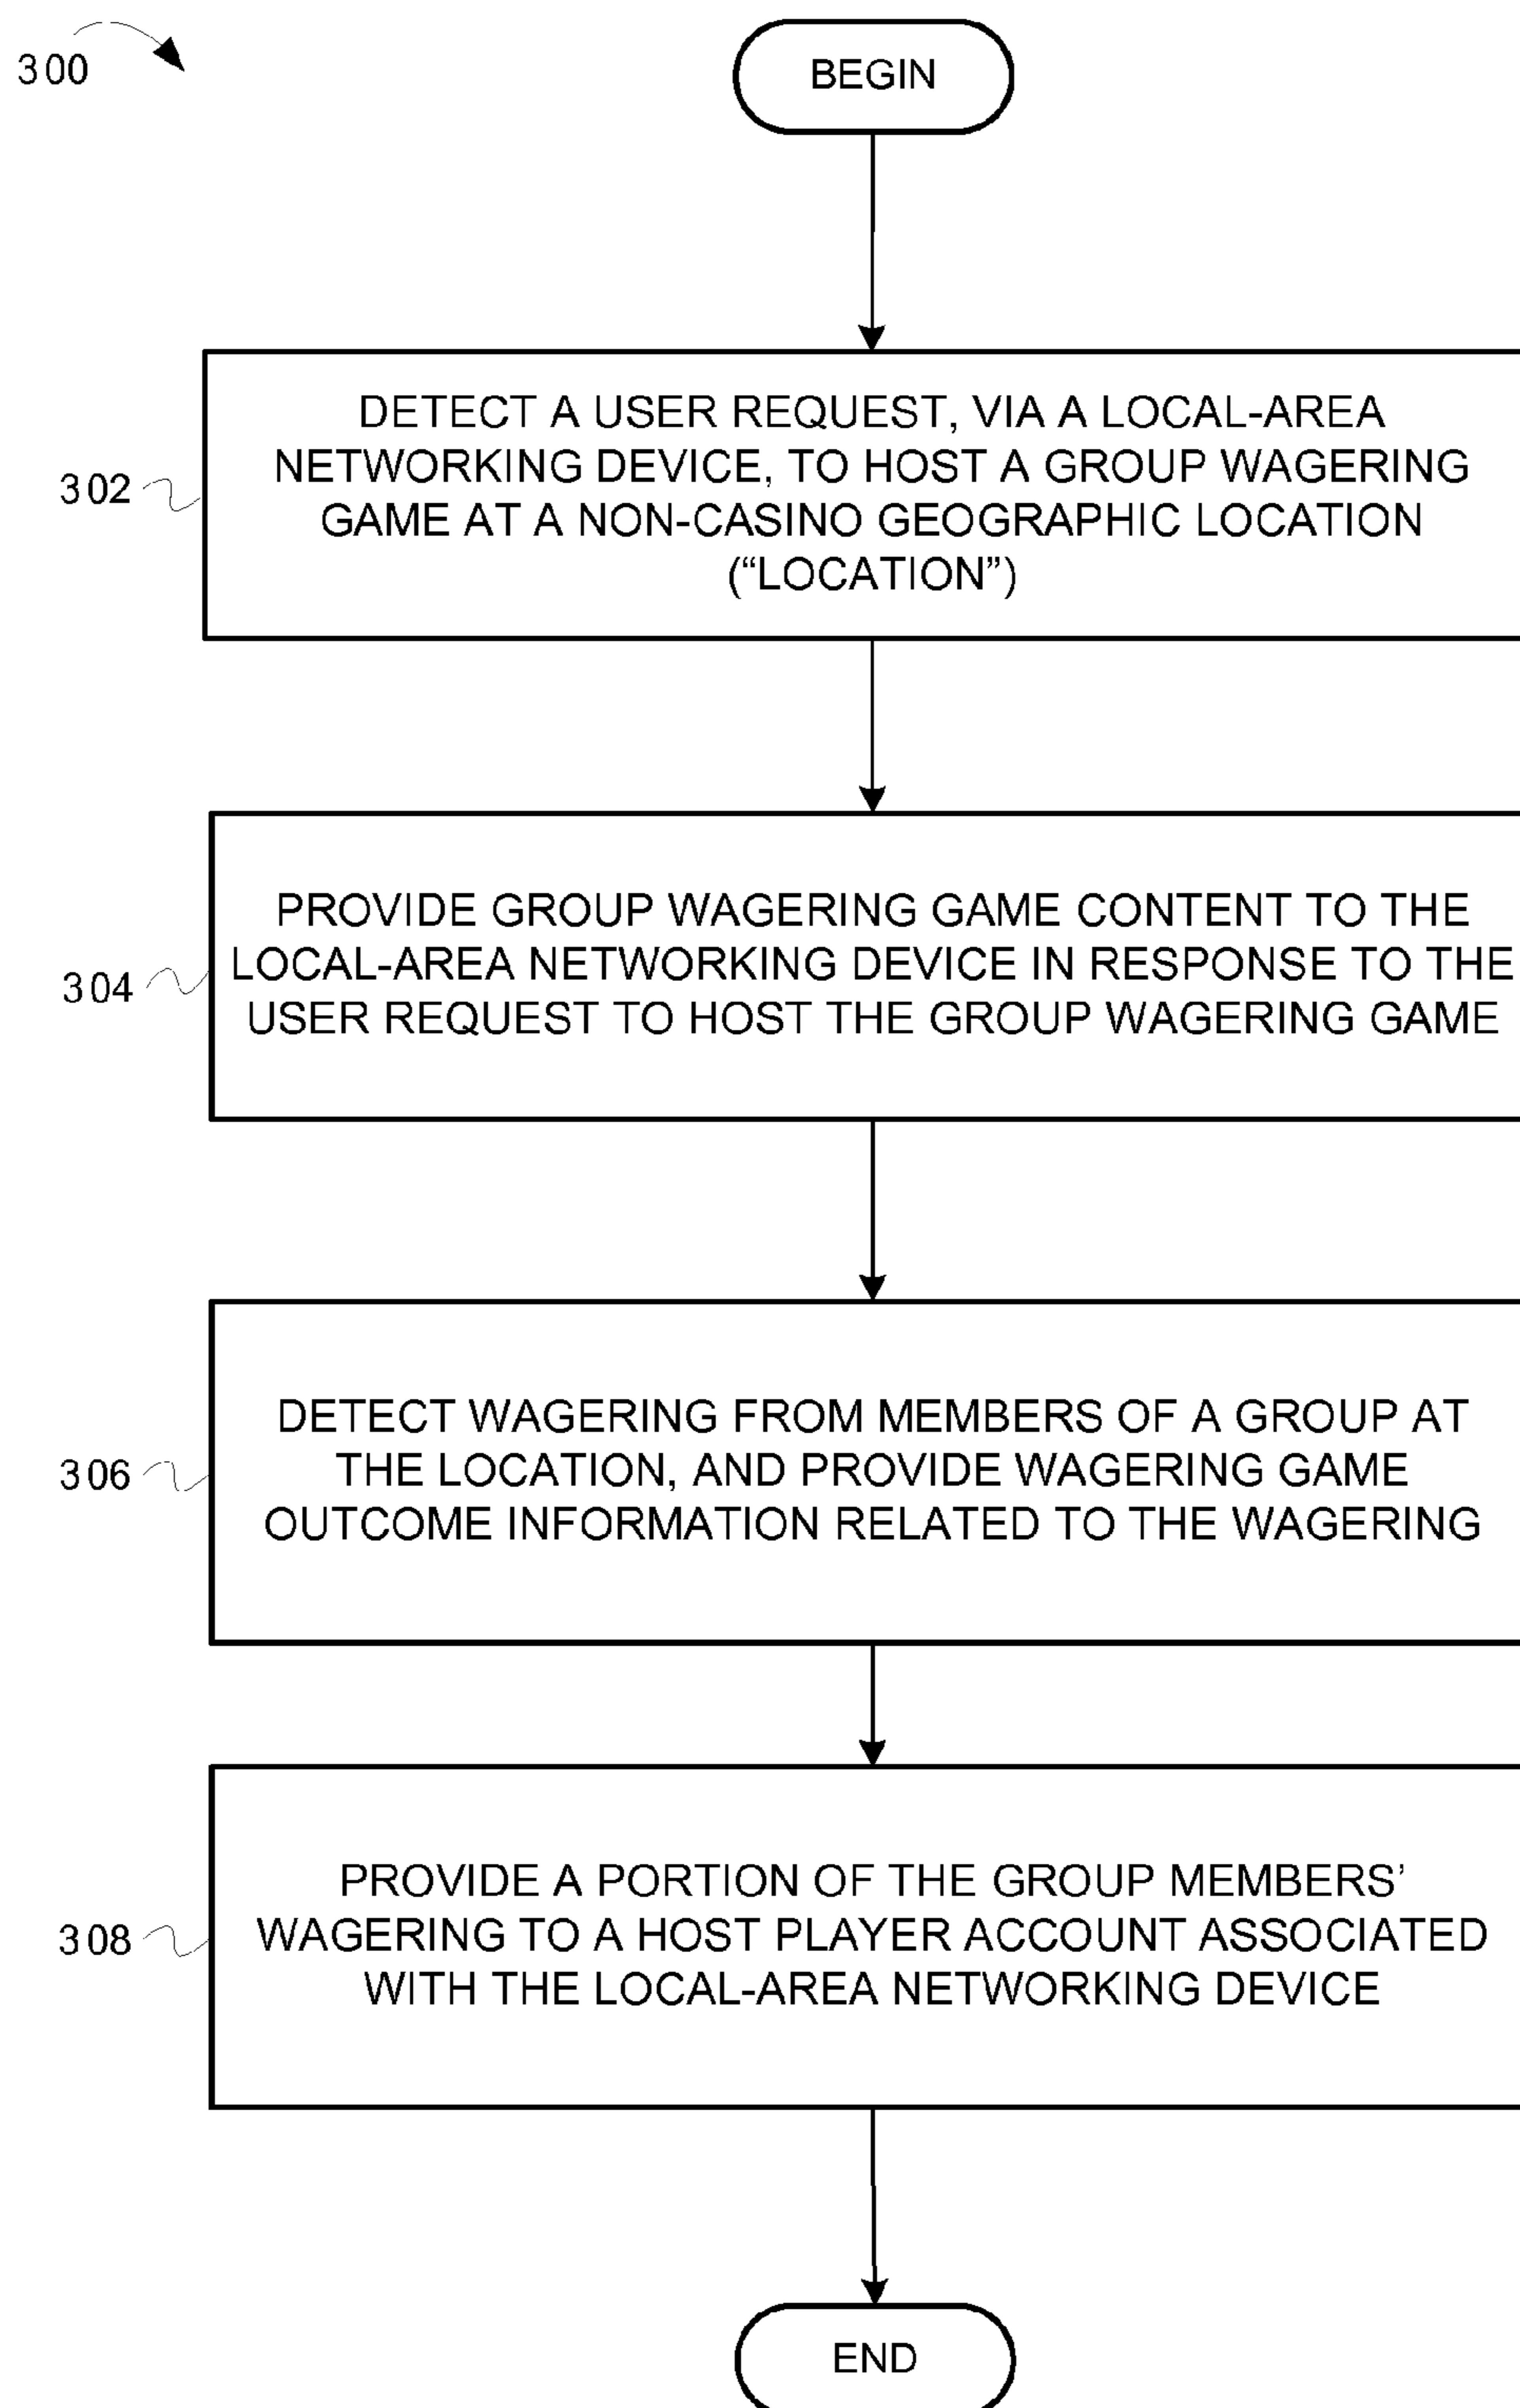 300
BEGIN
302
DETECT A USER REQUEST, VIA A LOCAL-AREA
NETWORKING DEVICE, TO HOST A GROUP WAGERING
GAME AT A NON-CASINO GEOGRAPHIC LOCATION
(“LOCATION”)
304
PROVIDE GROUP WAGERING GAME CONTENT TO THE
LOCAL-AREA NETWORKING DEVICE IN RESPONSE TO THE
USER REQUEST TO HOST THE GROUP WAGERING GAME
306
DETECT WAGERING FROM MEMBERS OF A GROUP AT
THE LOCATION, AND PROVIDE WAGERING GAME
OUTCOME INFORMATION RELATED TO THE WAGERING
308
PROVIDE A PORTION OF THE GROUP MEMBERS’
WAGERING TO A HOST PLAYER ACCOUNT ASSOCIATED
WITH THE LOCAL-AREA NETWORKING DEVICE
END